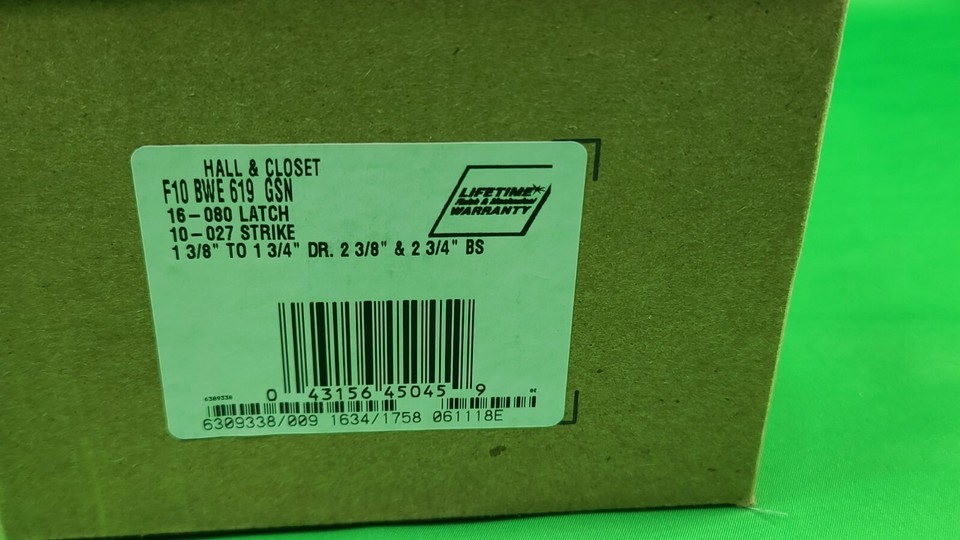 HALL & CLOSET
F10 BWE 619 GSN
16-080 LATCH
10-027 STRIKE
1 3/8" TO 1 3/4" DR. 2 3/8" & 2 3/4" BS
LIFETIME
WARRANTY
0 43156 45045 9
6309338
6309338/009 1634/1758 061118E